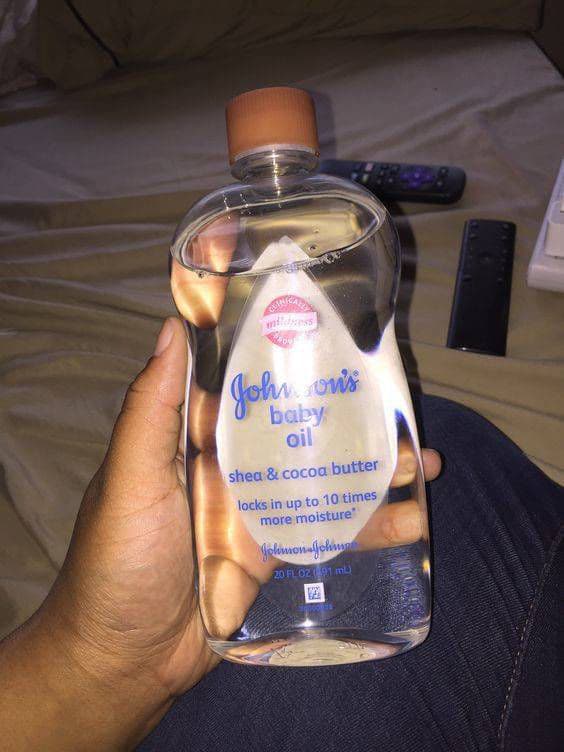 CLINICALLY
mildness
PROVEN
Johnson's®
baby
oil
shea & cocoa butter
locks in up to 10 times
more moisture*
Johnson & Johnson
20 FL OZ (591 mL)